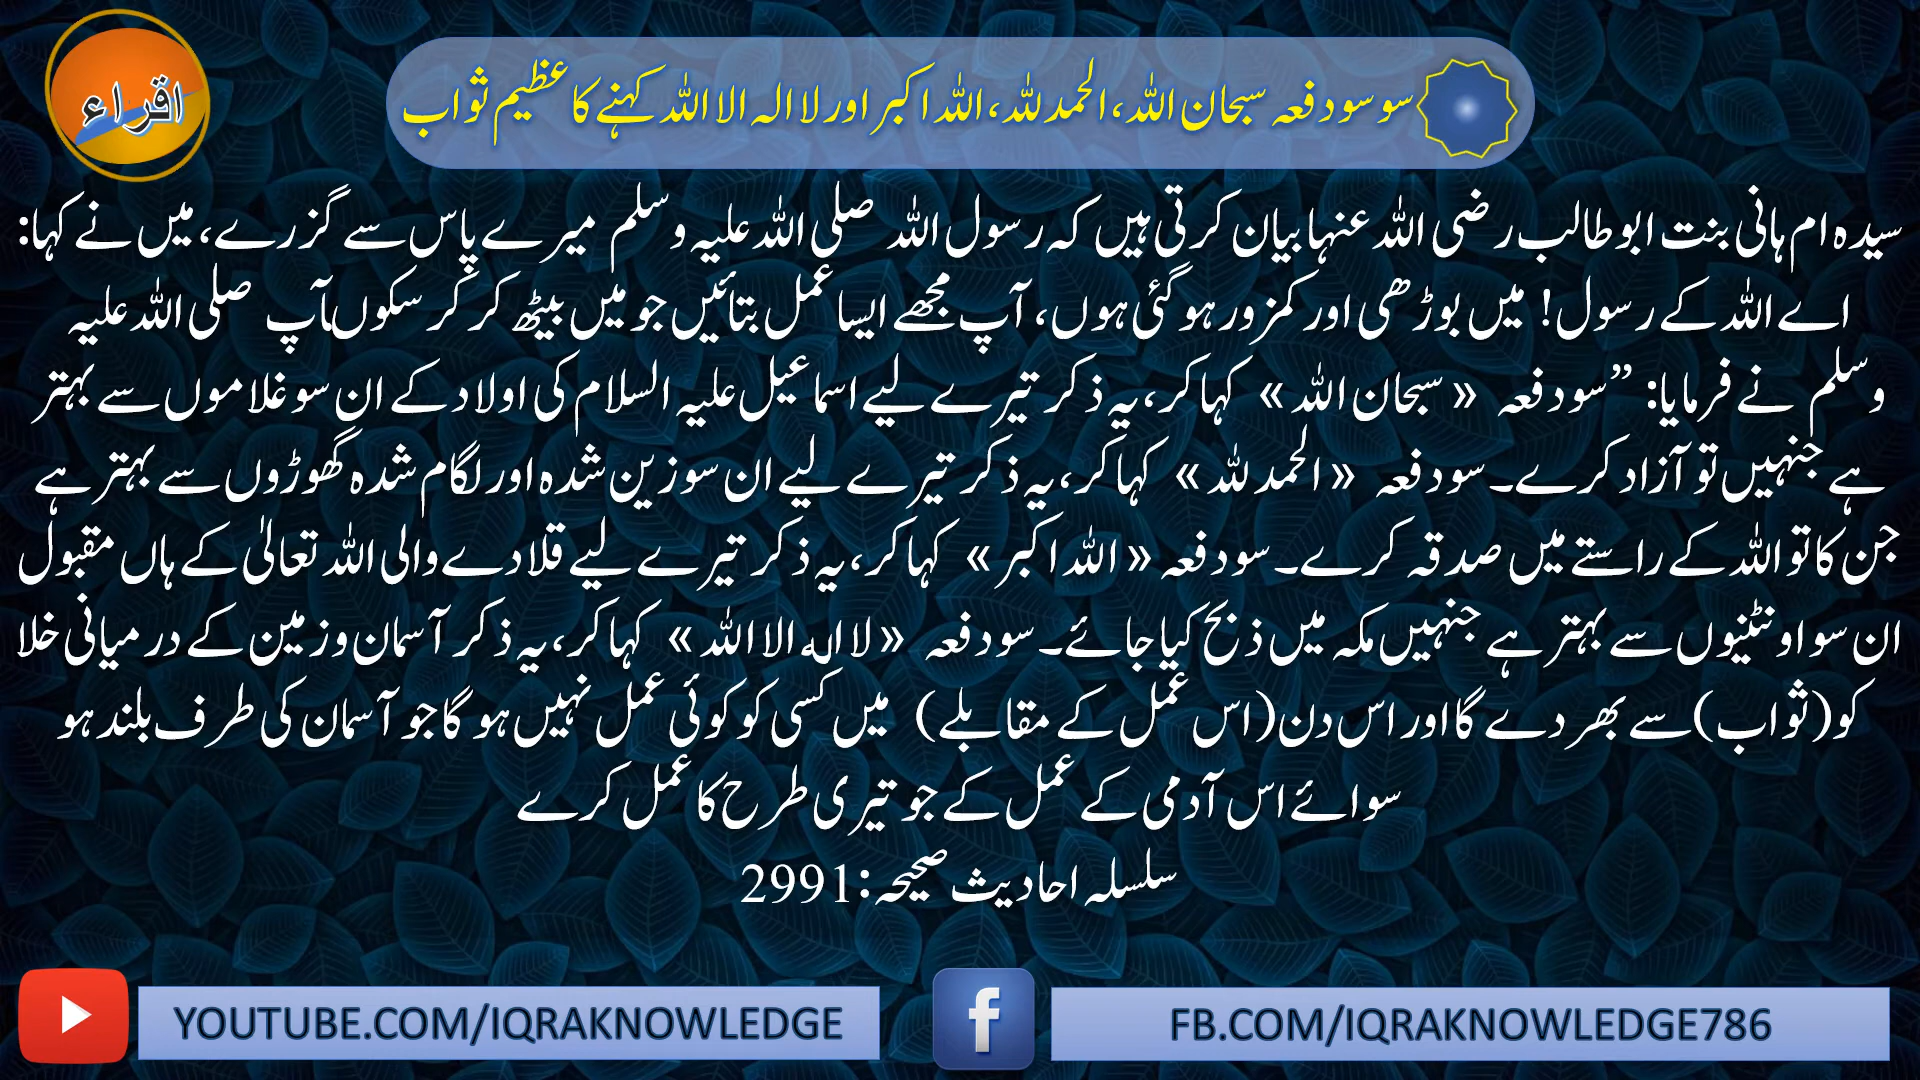 اقراء
سو سو دفعہ سبحان اللہ، الحمد للہ، اللہ اکبر اور لا الہ الا اللہ کہنے کا عظیم ثواب
سیدہ ام ہانی بنت ابوطالب رضی اللہ عنہا بیان کرتی ہیں کہ رسول اللہ صلی اللہ علیہ وسلم میرے پاس سے گزرے، میں نے کہا:
اے اللہ کے رسول! میں بوڑھی اور کمزور ہو گئی ہوں، آپ مجھے ایسا عمل بتائیں جو میں بیٹھ کر کر سکوں۔آپ صلی اللہ علیہ
وسلم نے فرمایا: ”سو دفعہ «سبحان اللہ» کہا کر، یہ ذکر تیرے لیے اسماعیل علیہ السلام کی اولاد کے ان سو غلاموں سے بہتر
ہے جنہیں تو آزاد کرے۔ سو دفعہ «الحمد للہ» کہا کر، یہ ذکر تیرے لیے ان سو زین شدہ اور لگام شدہ گھوڑوں سے بہتر ہے
جن کا تو اللہ کے راستے میں صدقہ کرے۔ سو دفعہ «اللہ اکبر» کہا کر، یہ ذکر تیرے لیے قلادے والی اللہ تعالیٰ کے ہاں مقبول
ان سو اونٹنیوں سے بہتر ہے جنہیں مکہ میں ذبح کیا جائے۔ سو دفعہ «لا الہ الا اللہ» کہا کر، یہ ذکر آسمان و زمین کے درمیانی خلا
کو(ثواب)سے بھر دے گا اور اس دن(اس عمل کے مقابلے) میں کسی کو کوئی عمل نہیں ہو گا جو آسمان کی طرف بلند ہو
سوائے اس آدمی کے عمل کے جو تیری طرح کا عمل کرے
سلسلہ احادیث صحیحہ:2991
YOUTUBE.COM/IQRAKNOWLEDGE
FB.COM/IQRAKNOWLEDGE786